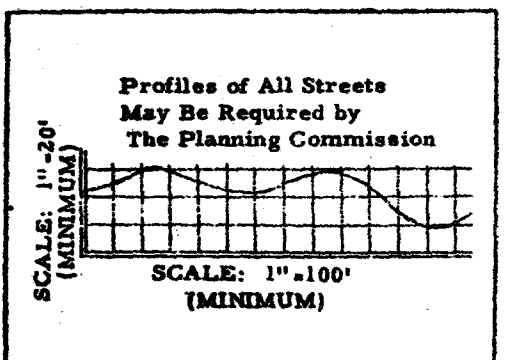 Profiles of All Streets
May Be Required by
The Planning Commission
SCALE: 1"=20'
(MINIMUM)
SCALE: 1"=100'
(MINIMUM)